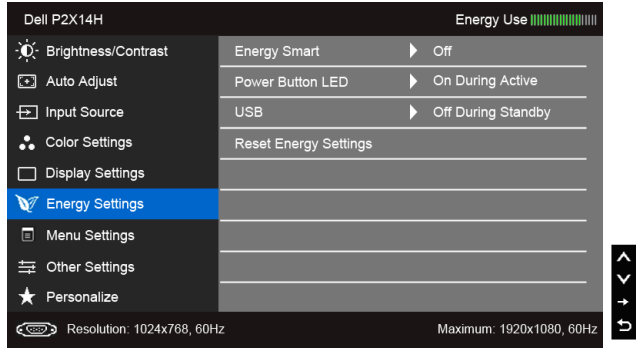 Dell P2X14H Energy Use
Brightness/Contrast Energy Smart Off
Auto Adjust Power Button LED On During Active
Input Source USB Off During Standby
Color Settings Reset Energy Settings
Display Settings
Energy Settings
Menu Settings
Other Settings
Personalize
Resolution: 1024x768, 60Hz Maximum: 1920x1080, 60Hz